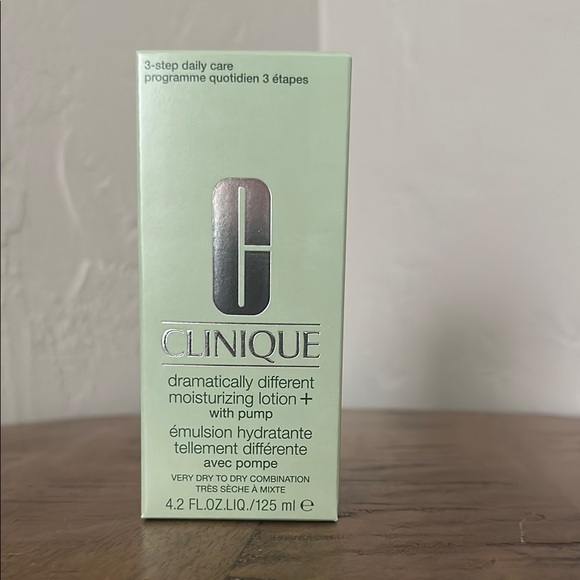 3-step daily care
programme quotidien 3 étapes
C
CLINIQUE
dramatically different
moisturizing lotion+
with pump
émulsion hydratante
tellement différente
avec pompe
VERY DRY TO DRY COMBINATION
TRÈS SÈCHE À MIXTE
4.2 FL.OZ.LIQ./125 ml ℮